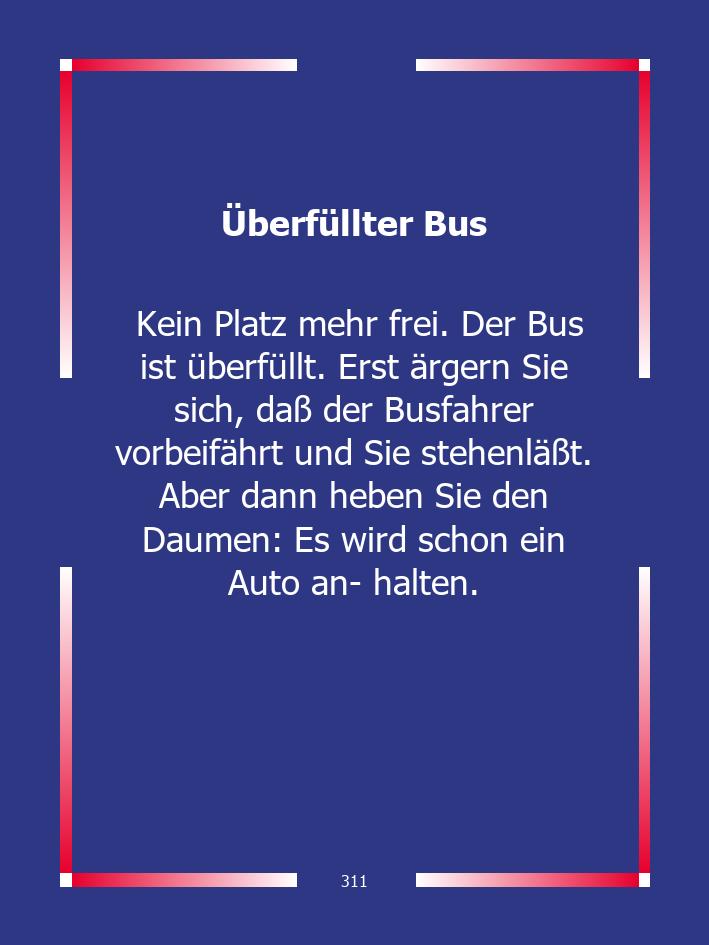 Überfüllter Bus
Kein Platz mehr frei. Der Bus
ist überfüllt. Erst ärgern Sie
sich, daß der Busfahrer
vorbeifährt und Sie stehenläßt.
Aber dann heben Sie den
Daumen: Es wird schon ein
Auto an- halten.
311